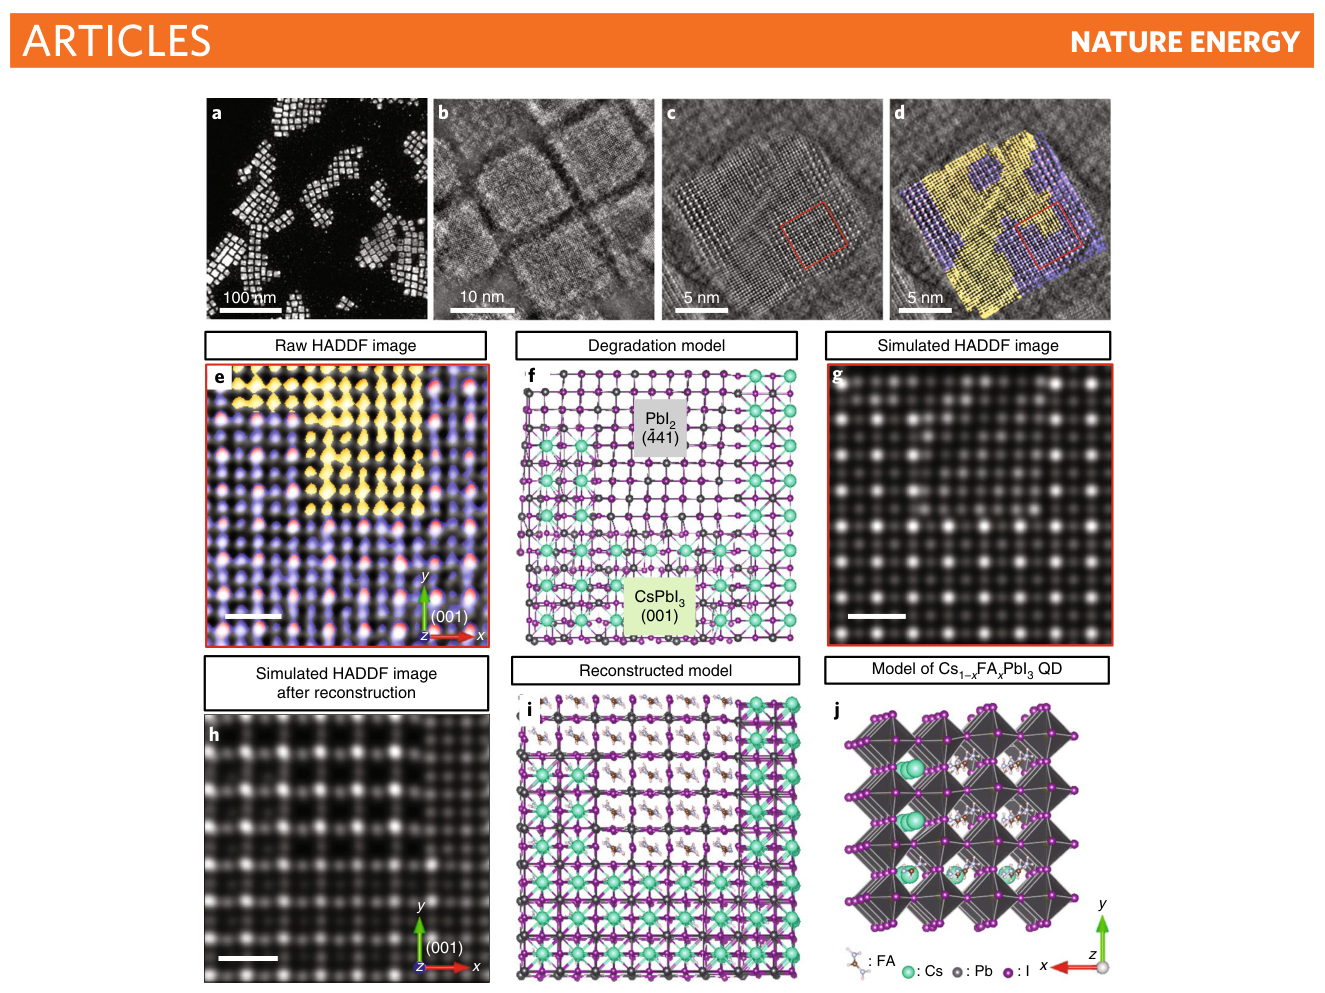 ARTICLES
NATURE ENERGY
a
b
c
d
100 nm
10 nm
5 nm
5 nm
Raw HADDF image
Degradation model
Simulated HADDF image
e
f
g
PbI2
(4̄41)
CsPbI3
(001)
y
(001)
z
x
Simulated HADDF image
after reconstruction
Reconstructed model
Model of Cs1−xFAxPbI3 QD
h
i
j
y
(001)
z
x
y
z
x
: FA
: Cs
: Pb
: I